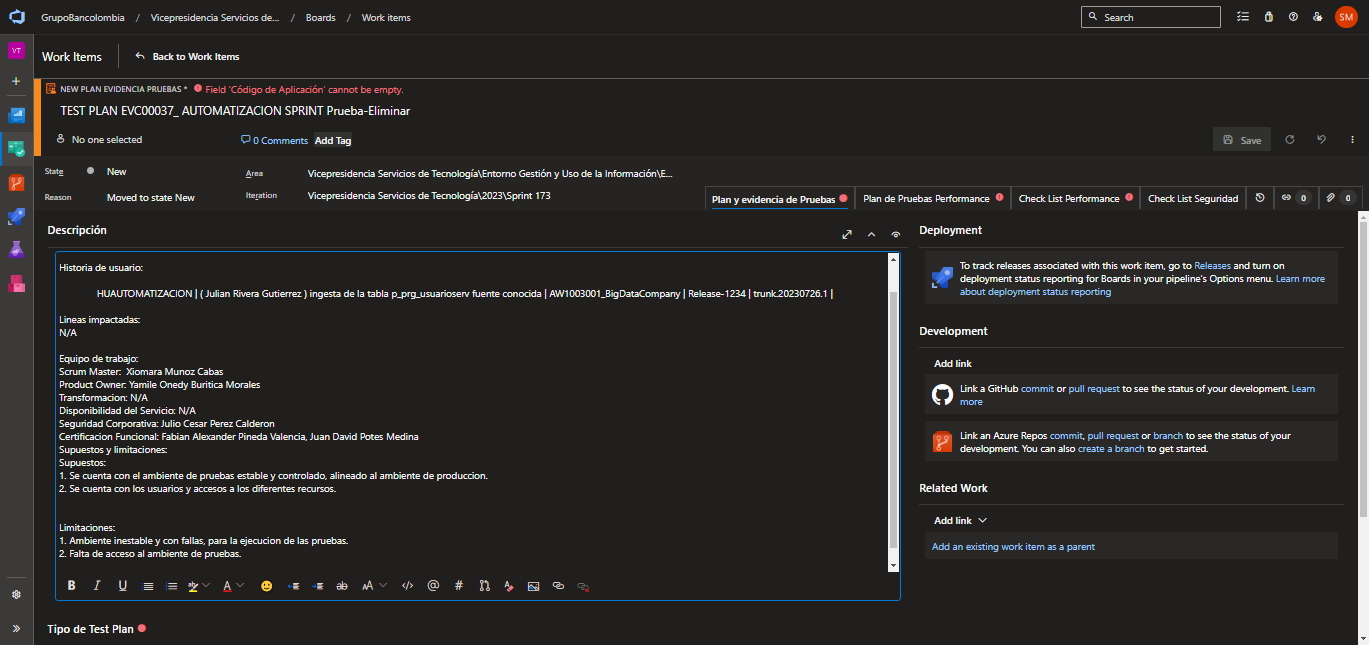 GrupoBancolombia / Vicepresidencia Servicios de... / Boards / Work items
Search
SM
VT
Work Items
Back to Work Items
NEW PLAN EVIDENCIA PRUEBAS * Field 'Código de Aplicación' cannot be empty.
TEST PLAN EVC00037_ AUTOMATIZACION SPRINT Prueba-Eliminar
No one selected
0 Comments
Add Tag
Save
State
New
Area
Vicepresidencia Servicios de Tecnología\Entorno Gestión y Uso de la Información\E...
Reason
Moved to state New
Iteration
Vicepresidencia Servicios de Tecnología\2023\Sprint 173
Plan y evidencia de Pruebas
Plan de Pruebas Performance
Check List Performance
Check List Seguridad
0
0
Descripción
Historia de usuario:
HUAUTOMATIZACION | ( Julian Rivera Gutierrez ) ingesta de la tabla p_prg_usuarioserv fuente conocida | AW1003001_BigDataCompany | Release-1234 | trunk.20230726.1 |
Lineas impactadas:
N/A
Equipo de trabajo:
Scrum Master: Xiomara Munoz Cabas
Product Owner: Yamile Onedy Buritica Morales
Transformacion: N/A
Disponibilidad del Servicio: N/A
Seguridad Corporativa: Julio Cesar Perez Calderon
Certificacion Funcional: Fabian Alexander Pineda Valencia, Juan David Potes Medina
Supuestos y limitaciones:
Supuestos:
1. Se cuenta con el ambiente de pruebas estable y controlado, alineado al ambiente de produccion.
2. Se cuenta con los usuarios y accesos a los diferentes recursos.
Limitaciones:
1. Ambiente inestable y con fallas, para la ejecucion de las pruebas.
2. Falta de acceso al ambiente de pruebas.
Tipo de Test Plan
Deployment
To track releases associated with this work item, go to Releases and turn on
deployment status reporting for Boards in your pipeline's Options menu. Learn more
about deployment status reporting
Development
Add link
Link a GitHub commit or pull request to see the status of your development. Learn
more
Link an Azure Repos commit, pull request or branch to see the status of your
development. You can also create a branch to get started.
Related Work
Add link
Add an existing work item as a parent